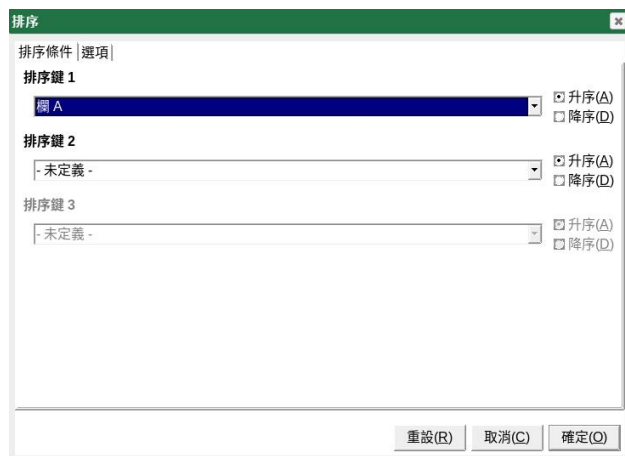 排序
排序條件 選項
排序鍵 1
欄 A
升序(A)
降序(D)
排序鍵 2
- 未定義 -
升序(A)
降序(D)
排序鍵 3
- 未定義 -
升序(A)
降序(D)
重設(R) 取消(C) 確定(O)